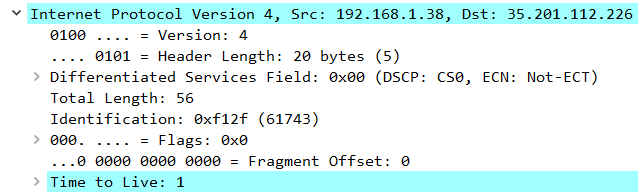 Internet Protocol Version 4, Src: 192.168.1.38, Dst: 35.201.112.226
0100 .... = Version: 4
.... 0101 = Header Length: 20 bytes (5)
Differentiated Services Field: 0x00 (DSCP: CS0, ECN: Not-ECT)
Total Length: 56
Identification: 0xf12f (61743)
000. .... = Flags: 0x0
...0 0000 0000 0000 = Fragment Offset: 0
Time to Live: 1